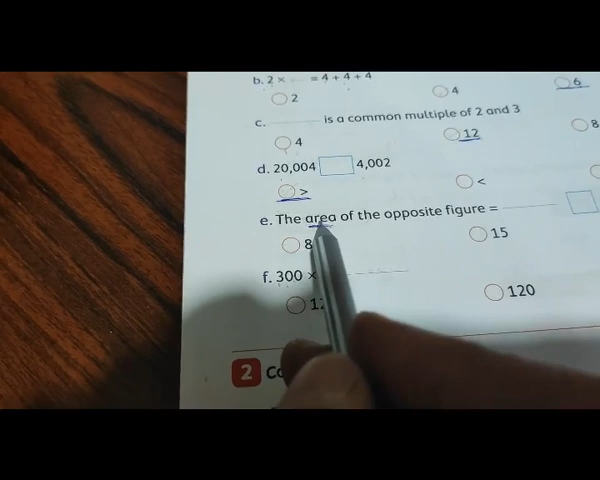 b. 2 × ...... = 4 + 4 + 4
2 4 6
c. ............ is a common multiple of 2 and 3
4 12 8
d. 20,004 4,002
> <
e. The area of the opposite figure = ............
8 15
f. 300 × ............
120
2